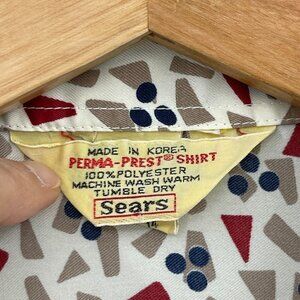 MADE IN KOREA
PERMA-PREST® SHIRT
100% POLYESTER
MACHINE WASH WARM
TUMBLE DRY
Sears